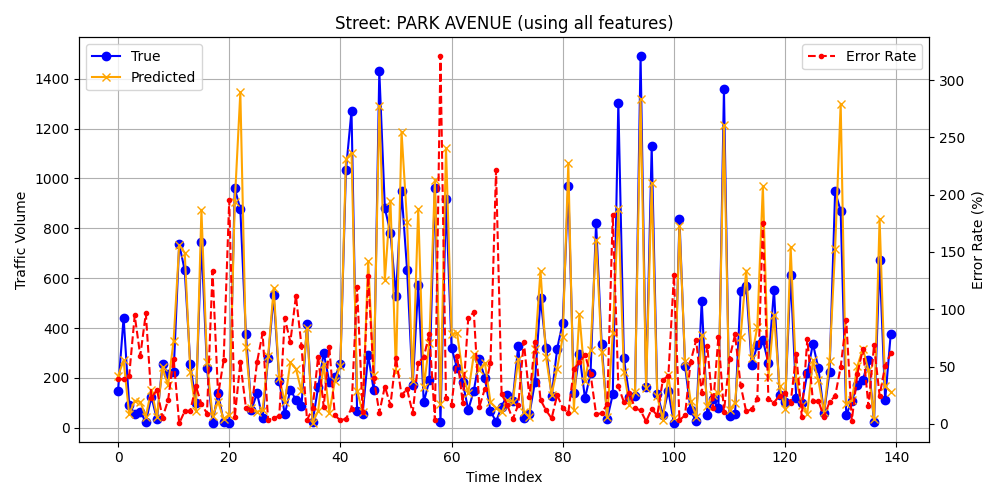 Street: PARK AVENUE (using all features)
True
Predicted
Error Rate
Traffic Volume
1400
1200
1000
800
600
400
200
0
300
250
200
150
100
50
0
Error Rate (%)
0 20 40 60 80 100 120 140
Time Index